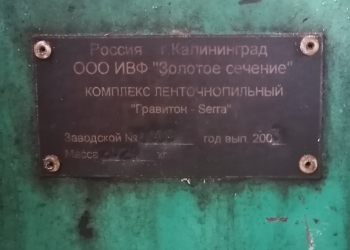 Россия г.Калининград
ООО ИВФ "Золотое сечение"
КОМПЛЕКС ЛЕНТОЧНОПИЛЬНЫЙ
"Гравитон - Serra"
Заводской № год вып. 200
Масса кг